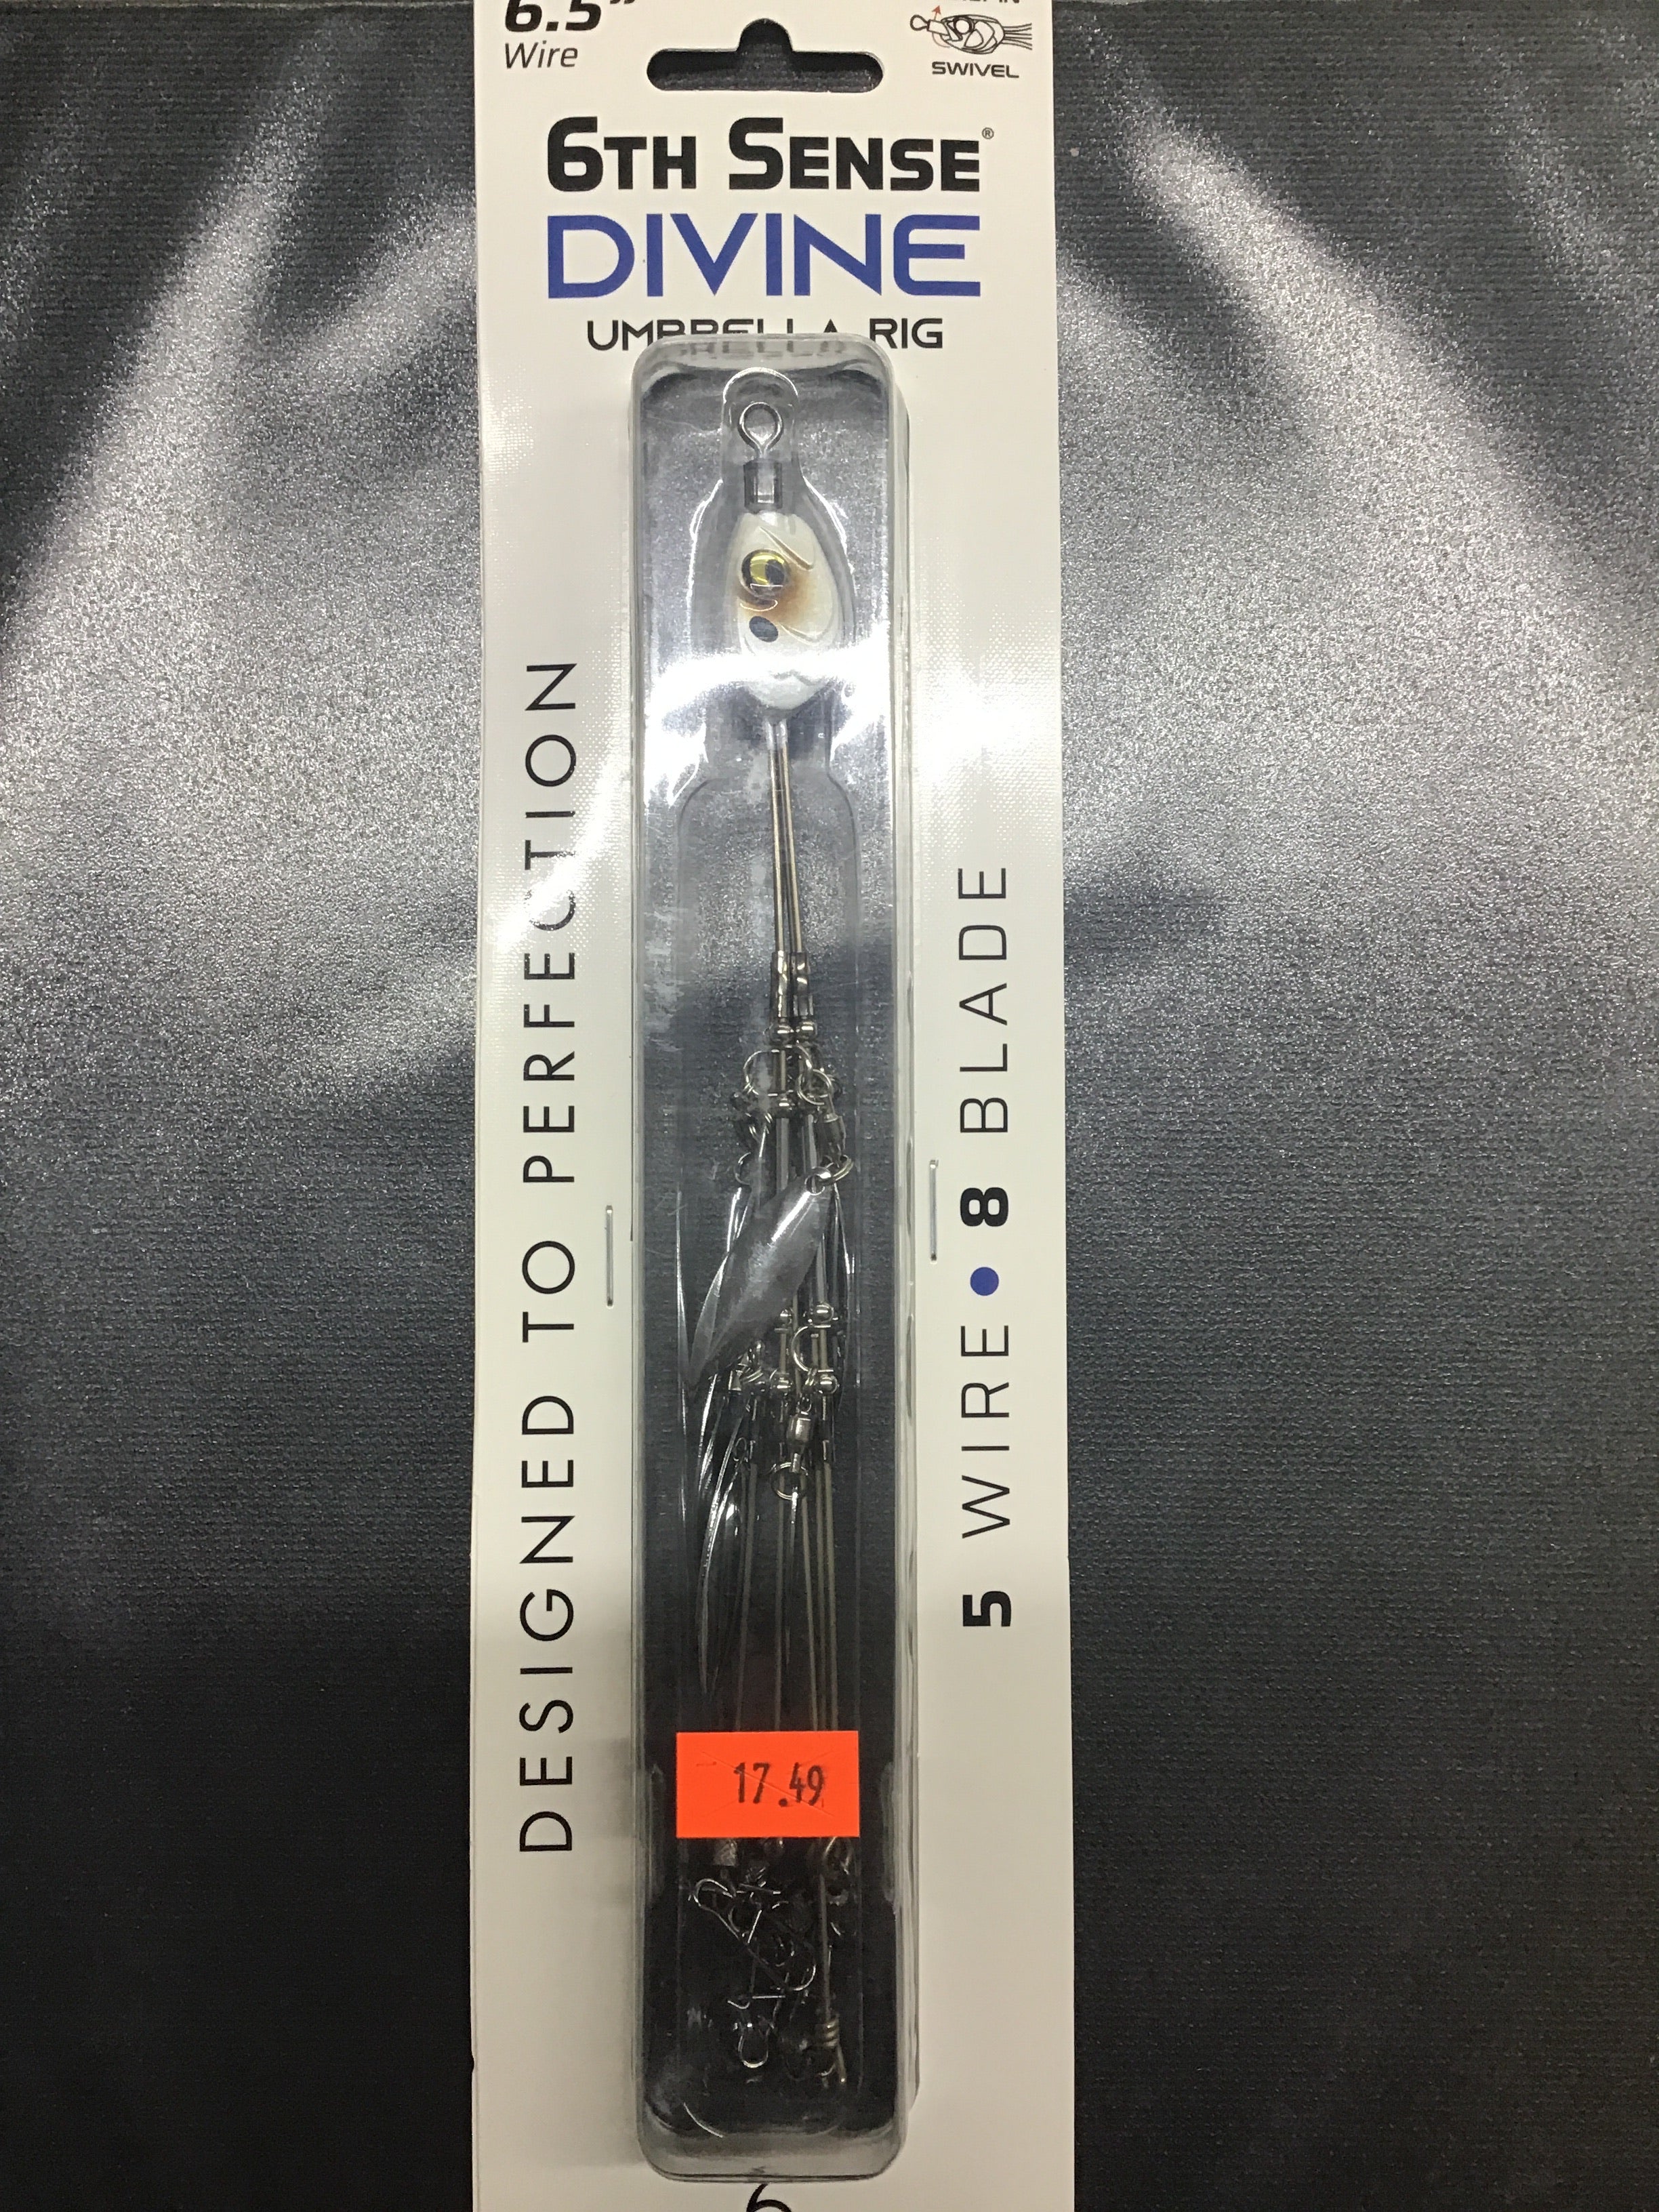 6.5"
Wire
SWIVEL
6TH SENSE®
DIVINE
UMBRELLA RIG
DESIGNED TO PERFECTION
5 WIRE • 8 BLADE
17.49